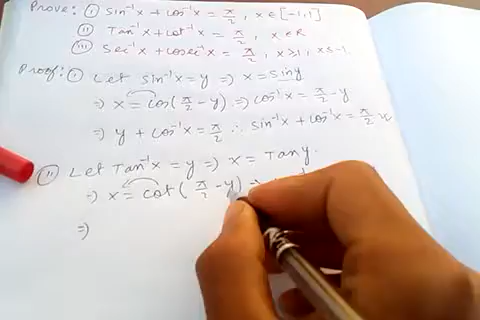 Prove: (i) Sin⁻¹x + cos⁻¹x = π/2, x ∈ [-1,1]
(ii) Tan⁻¹x + cot⁻¹x = π/2, x ∈ R
(iii) Sec⁻¹x + cosec⁻¹x = π/2, x≥1, x≤-1
Proof: (i) Let sin⁻¹x = y ⇒ x = siny
⇒ x = cos(π/2 - y) ⇒ cos⁻¹x = π/2 - y
⇒ y + cos⁻¹x = π/2 ∴ sin⁻¹x + cos⁻¹x = π/2
(ii) Let Tan⁻¹x = y ⇒ x = Tany.
⇒ x = cot(π/2 - y) ⇒
⇒